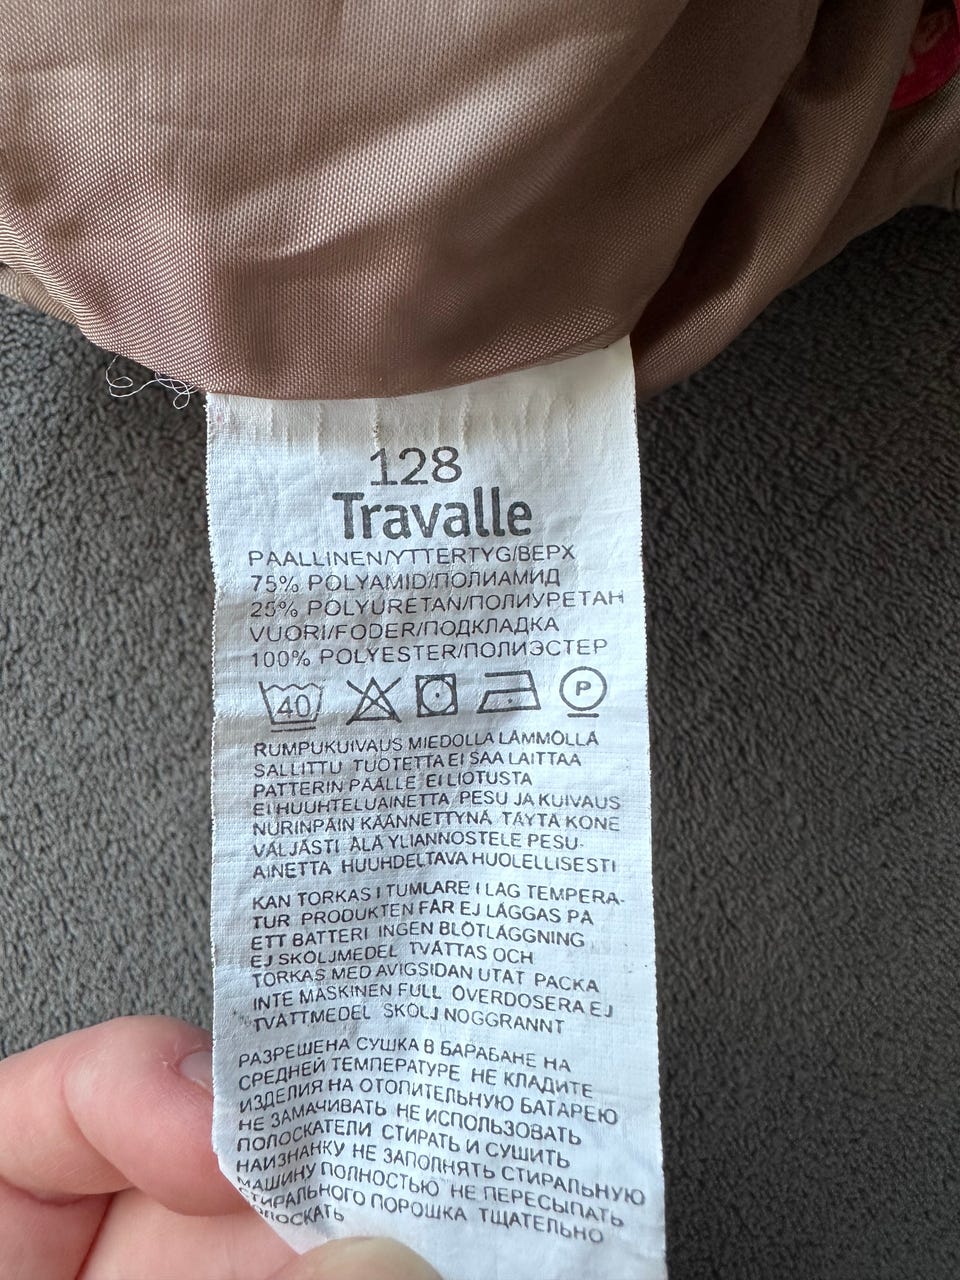 128
Travalle
PÄÄLLINEN/YTTERTYG/ВЕРХ
75% POLYAMID/ПОЛИАМИД
25% POLYURETAN/ПОЛИУРЕТАН
VUORI/FODER/ПОДКЛАДКА
100% POLYESTER/ПОЛИЭСТЕР
40 P
RUMPUKUIVAUS MIEDOLLA LÄMMÖLLÄ
SALLITTU TUOTETTA EI SAA LAITTAA
PATTERIN PÄÄLLE EI LIOTUSTA
EI HUUHTELUAINETTA PESU JA KUIVAUS
NURINPÄIN KÄÄNNETTYNÄ TÄYTÄ KONE
VÄLJÄSTI ÄLÄ YLIANNOSTELE PESU-
AINETTA HUUHDELTAVA HUOLELLISESTI
KAN TORKAS I TUMLARE I LÅG TEMPERA-
TUR PRODUKTEN FÅR EJ LÄGGAS PÅ
ETT BATTERI INGEN BLÖTLÄGGNING
EJ SKÖLJMEDEL TVÄTTAS OCH
TORKAS MED AVIGSIDAN UTÅT PACKA
INTE MASKINEN FULL ÖVERDOSERA EJ
TVÄTTMEDEL SKÖLJ NOGGRANNT
РАЗРЕШЕНА СУШКА В БАРАБАНЕ НА
СРЕДНЕЙ ТЕМПЕРАТУРЕ НЕ КЛАДИТЕ
ИЗДЕЛИЯ НА ОТОПИТЕЛЬНУЮ БАТАРЕЮ
НЕ ЗАМАЧИВАТЬ НЕ ИСПОЛЬЗОВАТЬ
ПОЛОСКАТЕЛИ СТИРАТЬ И СУШИТЬ
НАИЗНАНКУ НЕ ЗАПОЛНЯТЬ СТИРАЛЬНУЮ
МАШИНУ ПОЛНОСТЬЮ НЕ ПЕРЕСЫПАТЬ
СТИРАЛЬНОГО ПОРОШКА ТЩАТЕЛЬНО
ПОЛОСКАТЬ